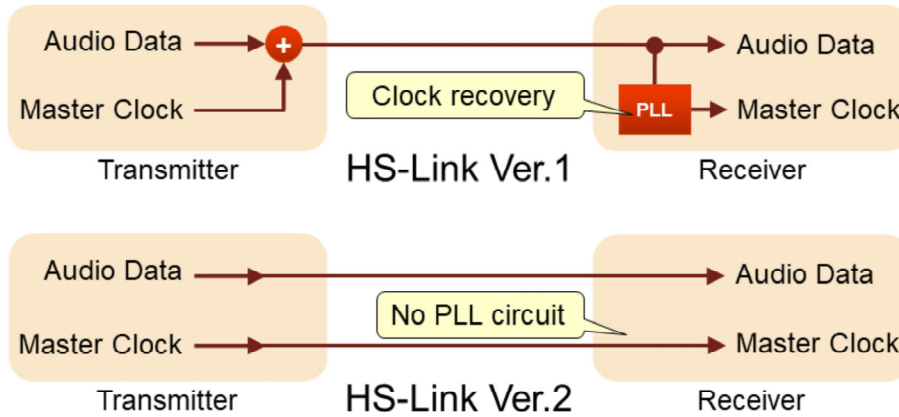 Audio Data
+
Audio Data
Master Clock
Clock recovery
PLL
Master Clock
Transmitter
HS-Link Ver.1
Receiver
Audio Data
Audio Data
No PLL circuit
Master Clock
Master Clock
Transmitter
HS-Link Ver.2
Receiver